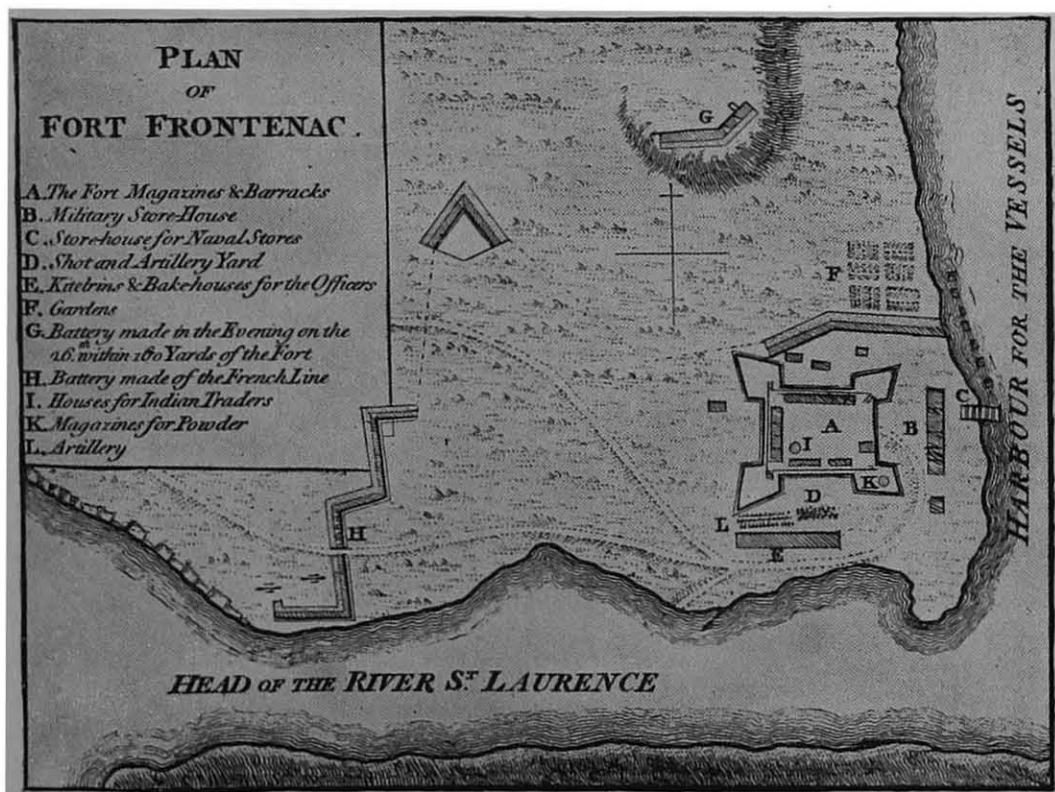 PLAN
OF
FORT FRONTENAC.
A. The Fort Magazines & Barracks
B. Military Store-House
C. Store-house for Naval Stores
D. Shot and Artillery Yard
E. Kitchins & Bake-houses for the Officers
F. Gardens
G. Battery made in the Evening on the
26.th within 160 Yards of the Fort
H. Battery made of the French Line
I. Houses for Indian Traders
K. Magazines for Powder
L. Artillery
G
F
C
A
B
I
K
D
L
H
E
HARBOUR FOR THE VESSELS
HEAD OF THE RIVER ST. LAURENCE